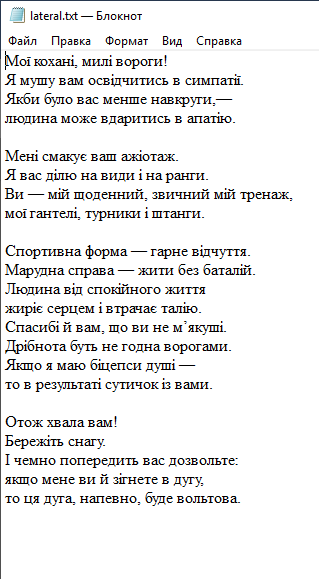 lateral.txt — Блокнот
Файл Правка Формат Вид Справка
Мої кохані, милі вороги!
Я мушу вам освідчитись в симпатії.
Якби було вас менше навкруги,—
людина може вдаритись в апатію.

Мені смакує ваш ажіотаж.
Я вас ділю на види і на ранги.
Ви — мій щоденний, звичний мій тренаж,
мої гантелі, турники і штанги.

Спортивна форма — гарне відчуття.
Марудна справа — жити без баталій.
Людина від спокійного життя
жиріє серцем і втрачає талію.
Спасибі й вам, що ви не м’якуші.
Дрібнота буть не годна ворогами.
Якщо я маю біцепси душі —
то в результаті сутичок із вами.

Отож хвала вам!
Бережіть снагу.
І чемно попередить вас дозвольте:
якщо мене ви й зігнете в дугу,
то ця дуга, напевно, буде вольтова.